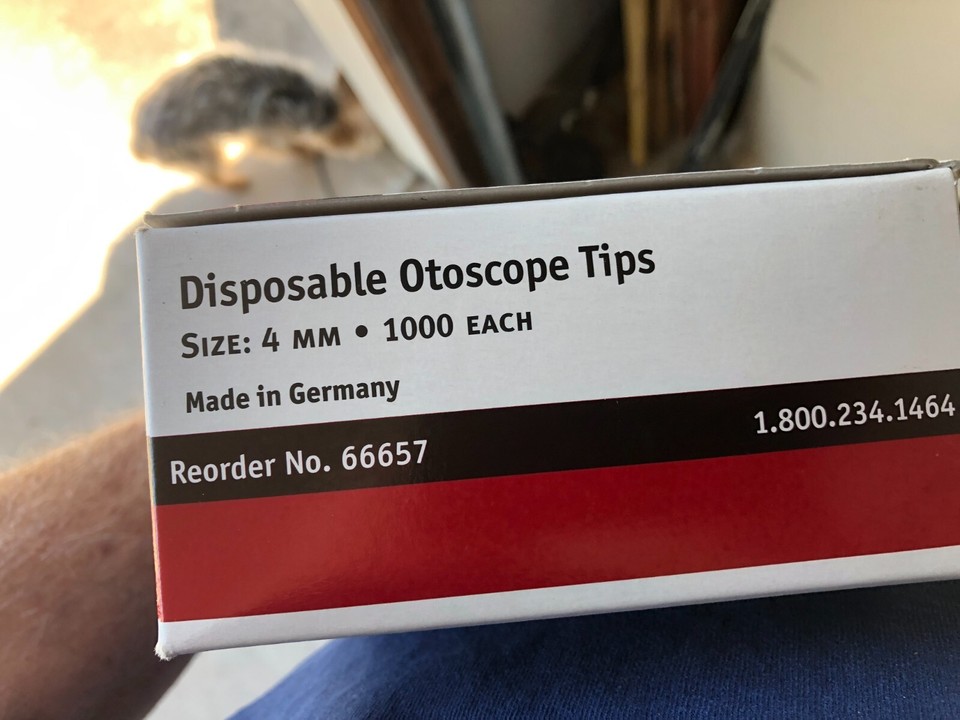 Disposable Otoscope Tips
SIZE: 4 MM • 1000 EACH
Made in Germany
Reorder No. 66657
1.800.234.1464